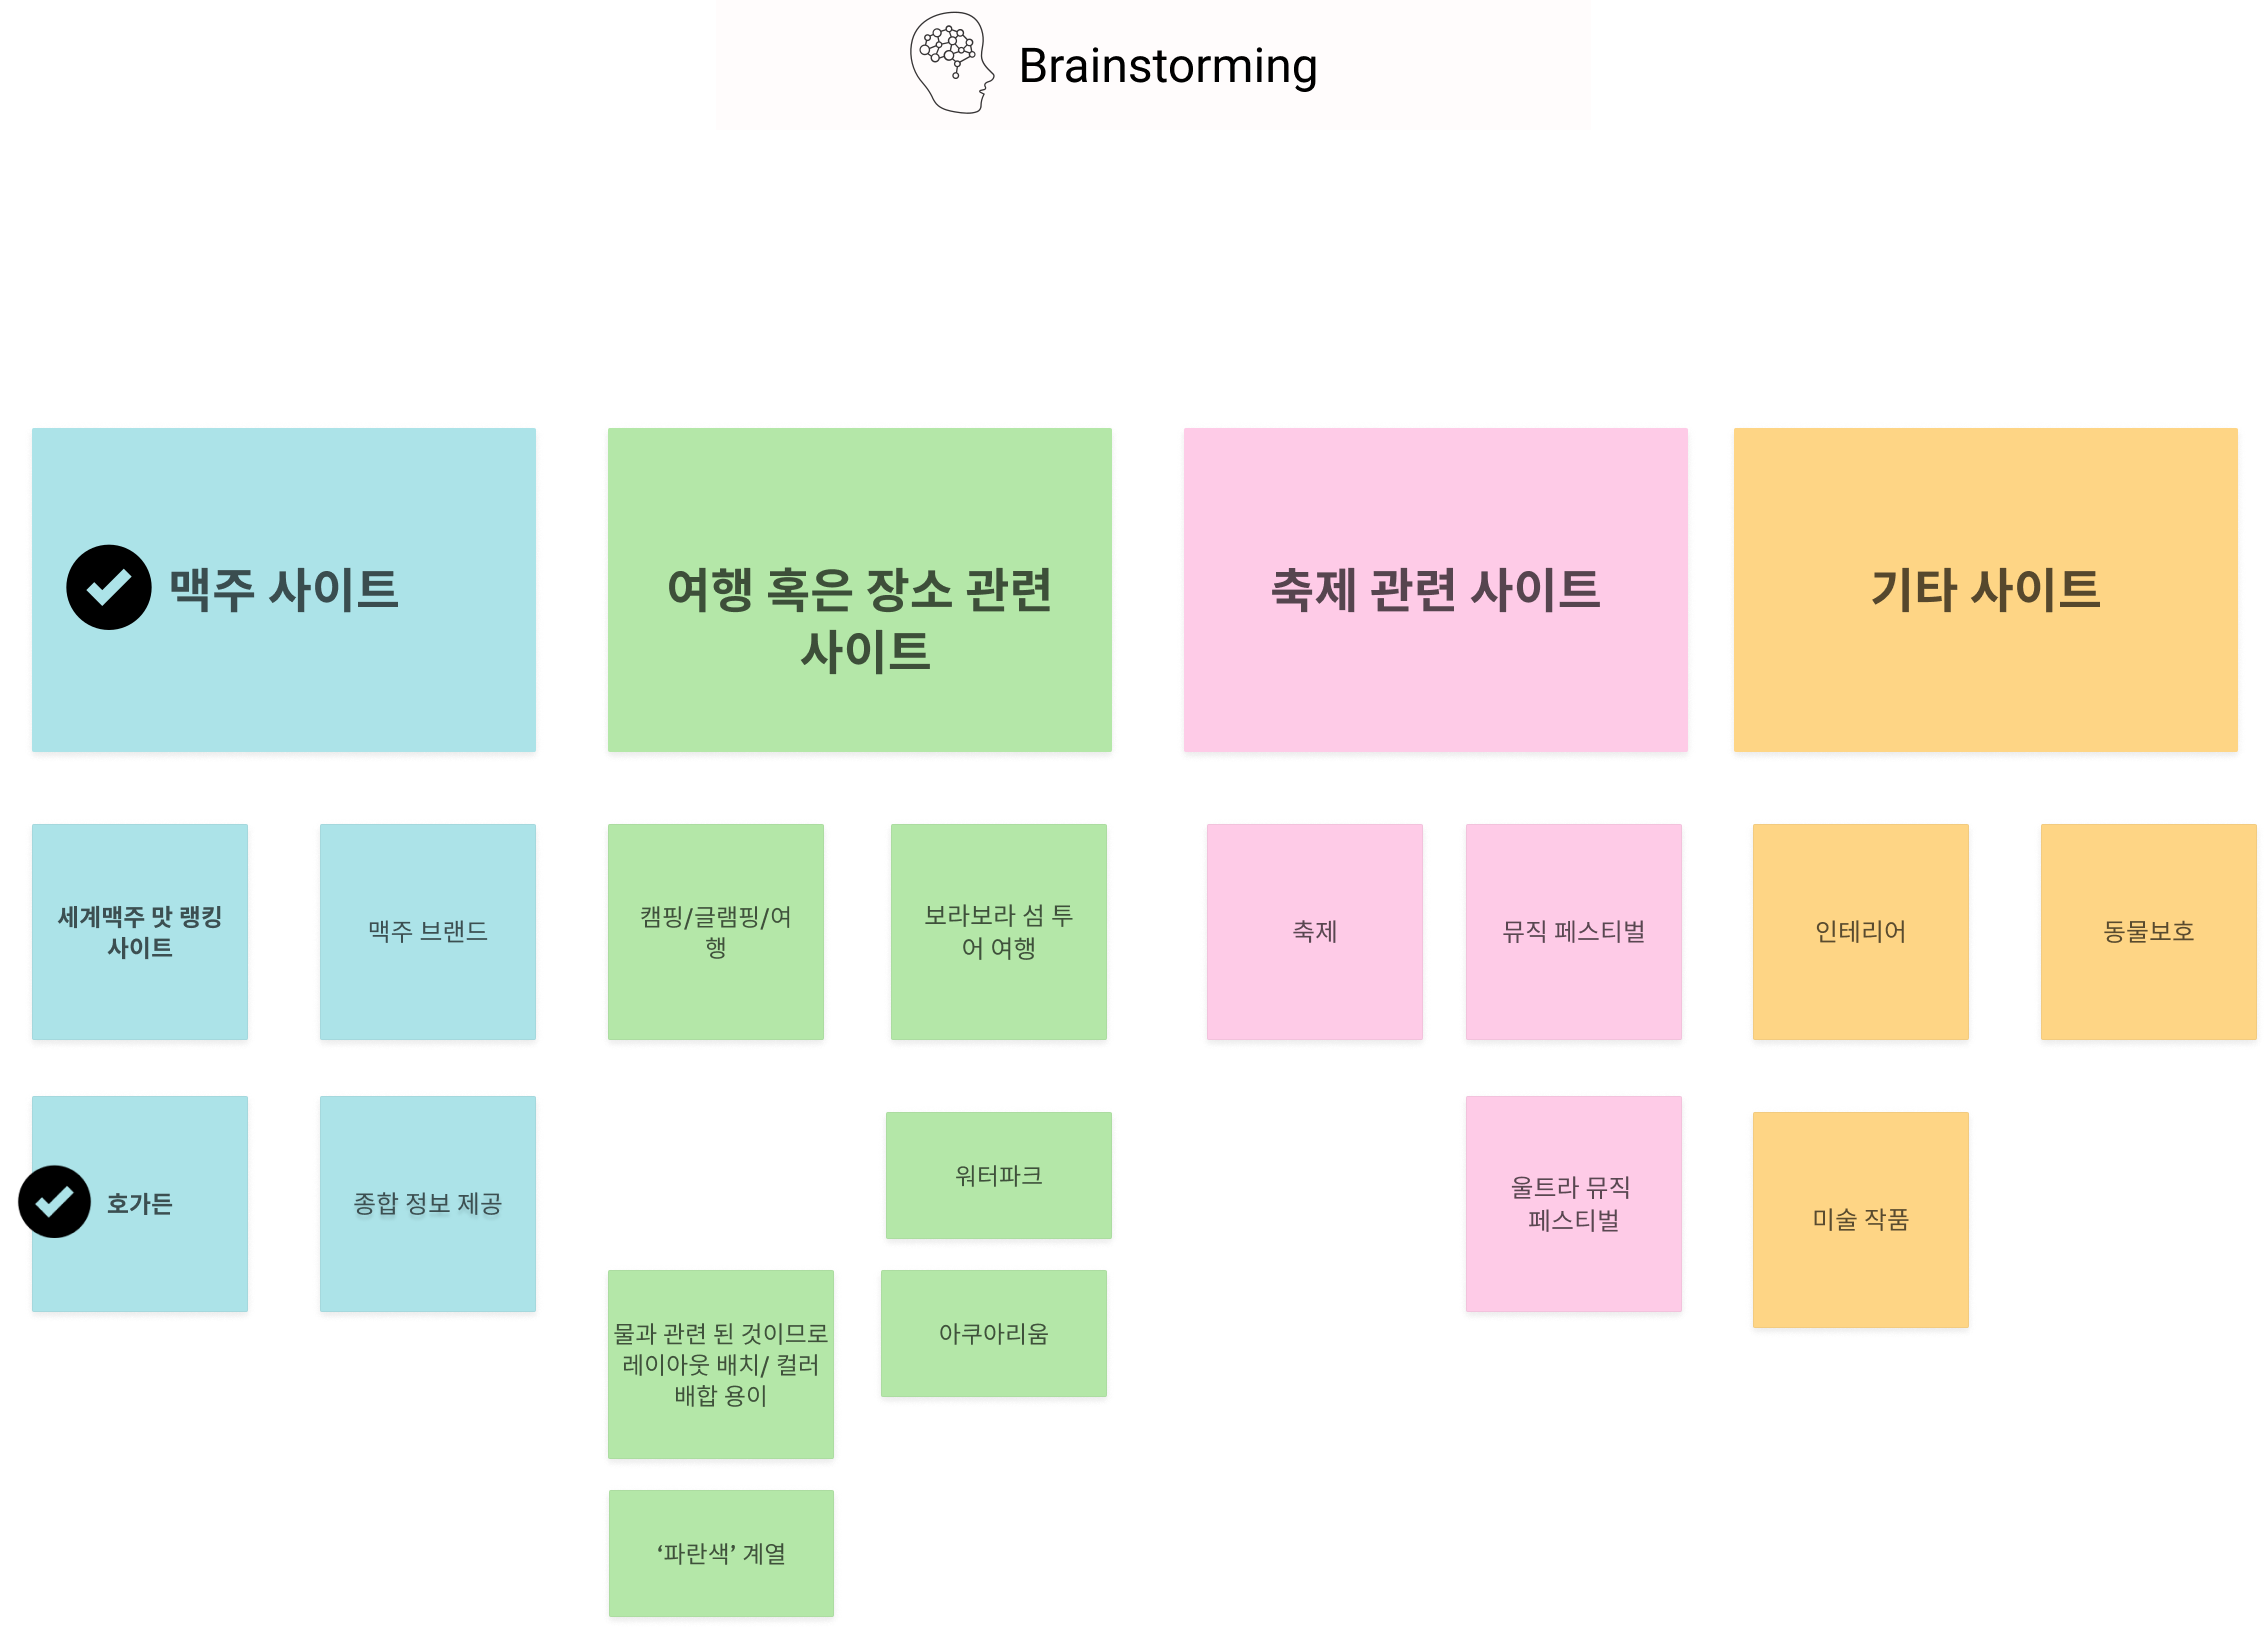 Brainstorming
맥주 사이트
여행 혹은 장소 관련
사이트
축제 관련 사이트
기타 사이트
세계맥주 맛 랭킹
사이트
맥주 브랜드
캠핑/글램핑/여
행
보라보라 섬 투
어 여행
축제
뮤직 페스티벌
인테리어
동물보호
호가든
종합 정보 제공
워터파크
울트라 뮤직
페스티벌
미술 작품
물과 관련 된 것이므로
레이아웃 배치/ 컬러
배합 용이
아쿠아리움
‘파란색’ 계열